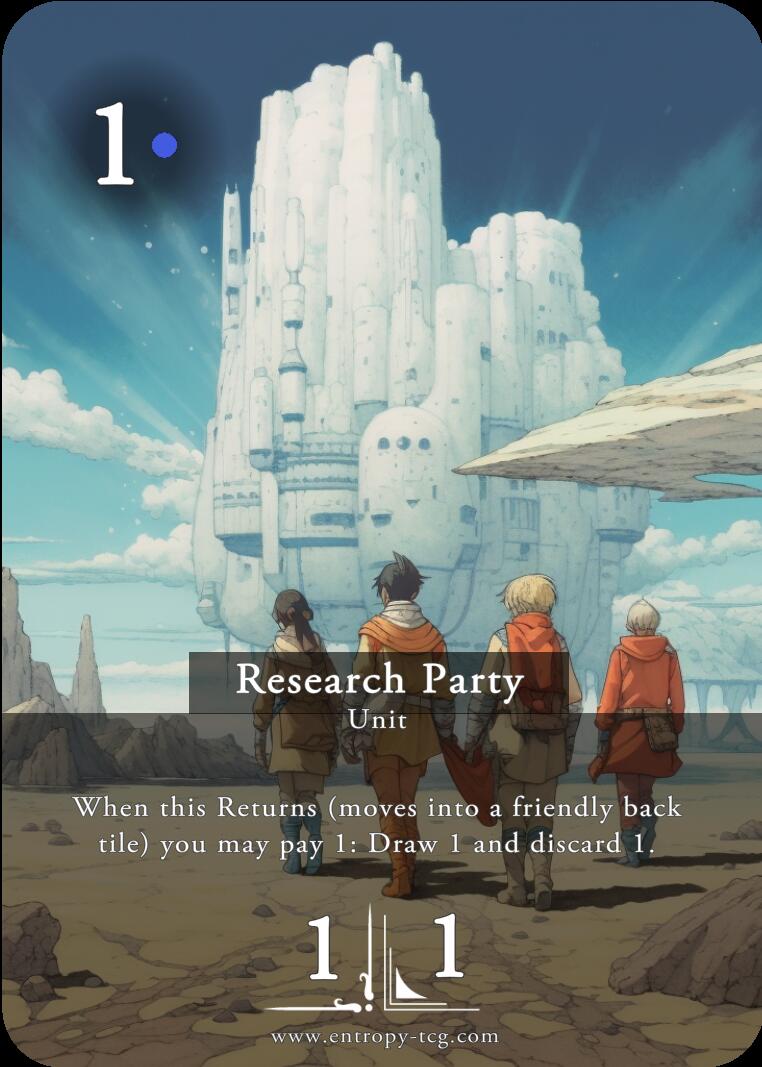 1
Research Party
Unit
When this Returns (moves into a friendly back
tile) you may pay 1: Draw 1 and discard 1.
1 1
www.entropy-tcg.com